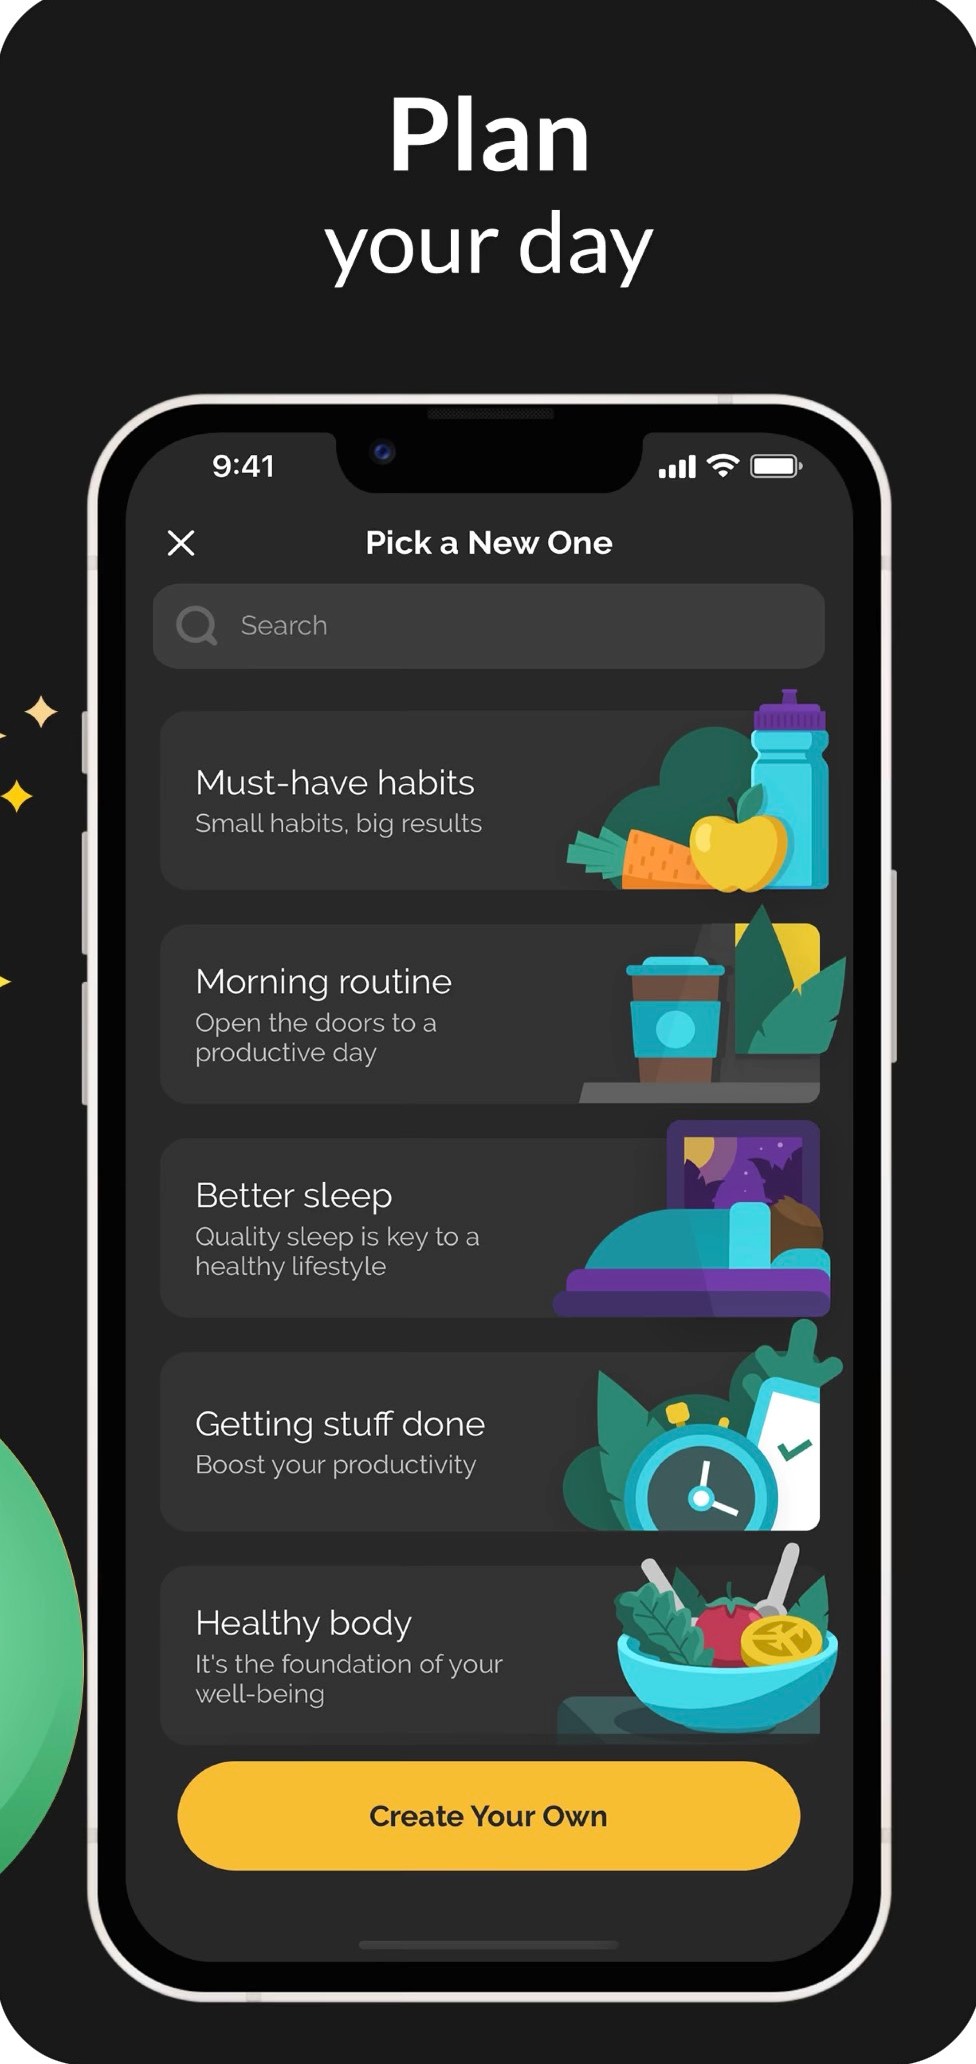 Plan
your day
9:41
Pick a New One
Search
Must-have habits
Small habits, big results
Morning routine
Open the doors to a
productive day
Better sleep
Quality sleep is key to a
healthy lifestyle
Getting stuff done
Boost your productivity
Healthy body
It's the foundation of your
well-being
Create Your Own